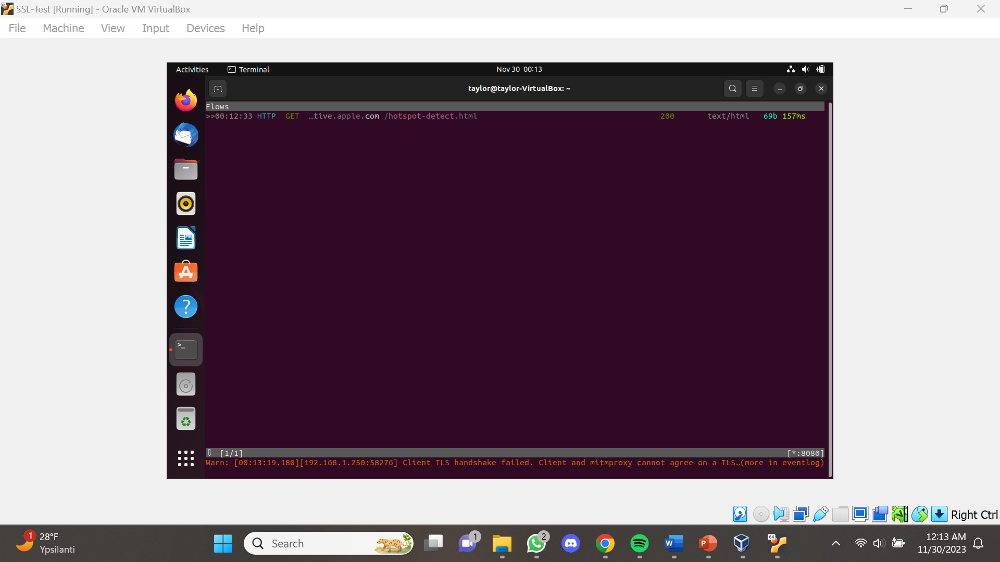 SSL-Test [Running] - Oracle VM VirtualBox
File Machine View Input Devices Help
Activities Terminal Nov 30 00:13
taylor@taylor-VirtualBox: ~
Flows
>>00:12:33 HTTP GET …tive.apple.com /hotspot-detect.html 200 text/html 69b 157ms
⇩ [1/1] [*:8080]
Warn: [00:13:19.180][192.168.1.250:58276] Client TLS handshake failed. Client and mitmproxy cannot agree on a TLS…(more in eventlog)
Right Ctrl
1 28°F
Ypsilanti
Search
1
2
64
12:13 AM
11/30/2023